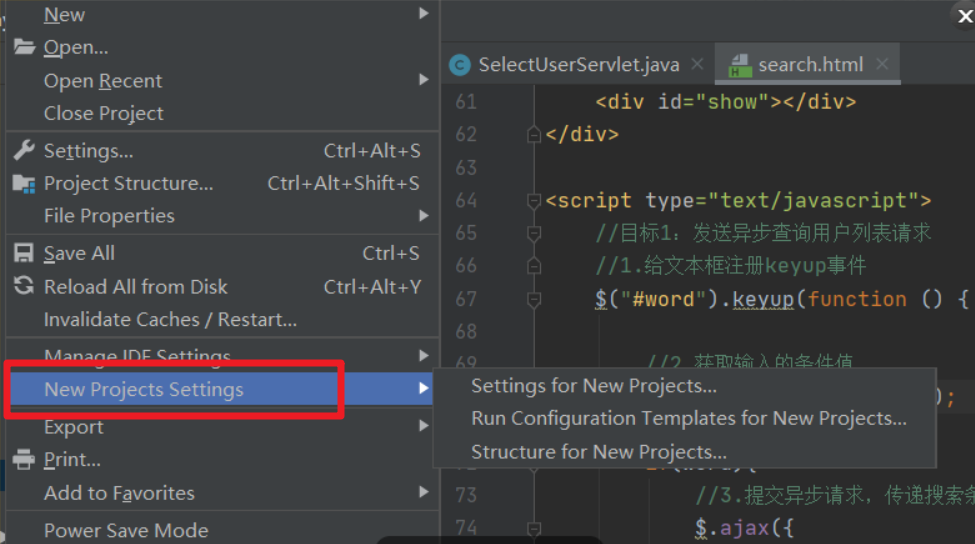 New
Open...
Open Recent
Close Project
Settings... Ctrl+Alt+S
Project Structure... Ctrl+Alt+Shift+S
File Properties
Save All Ctrl+S
Reload All from Disk Ctrl+Alt+Y
Invalidate Caches / Restart...
Manage IDE Settings
New Projects Settings
Export
Print...
Add to Favorites
Power Save Mode
Settings for New Projects...
Run Configuration Templates for New Projects...
Structure for New Projects...
SelectUserServlet.java search.html
61 <div id="show"></div>
62 </div>
63
64 <script type="text/javascript">
65 //目标1：发送异步查询用户列表请求
66 //1.给文本框注册keyup事件
67 $("#word").keyup(function () {
68
69 //2.获取输入的条件值
);
73 //3.提交异步请求，传递搜索条
74 $.ajax({